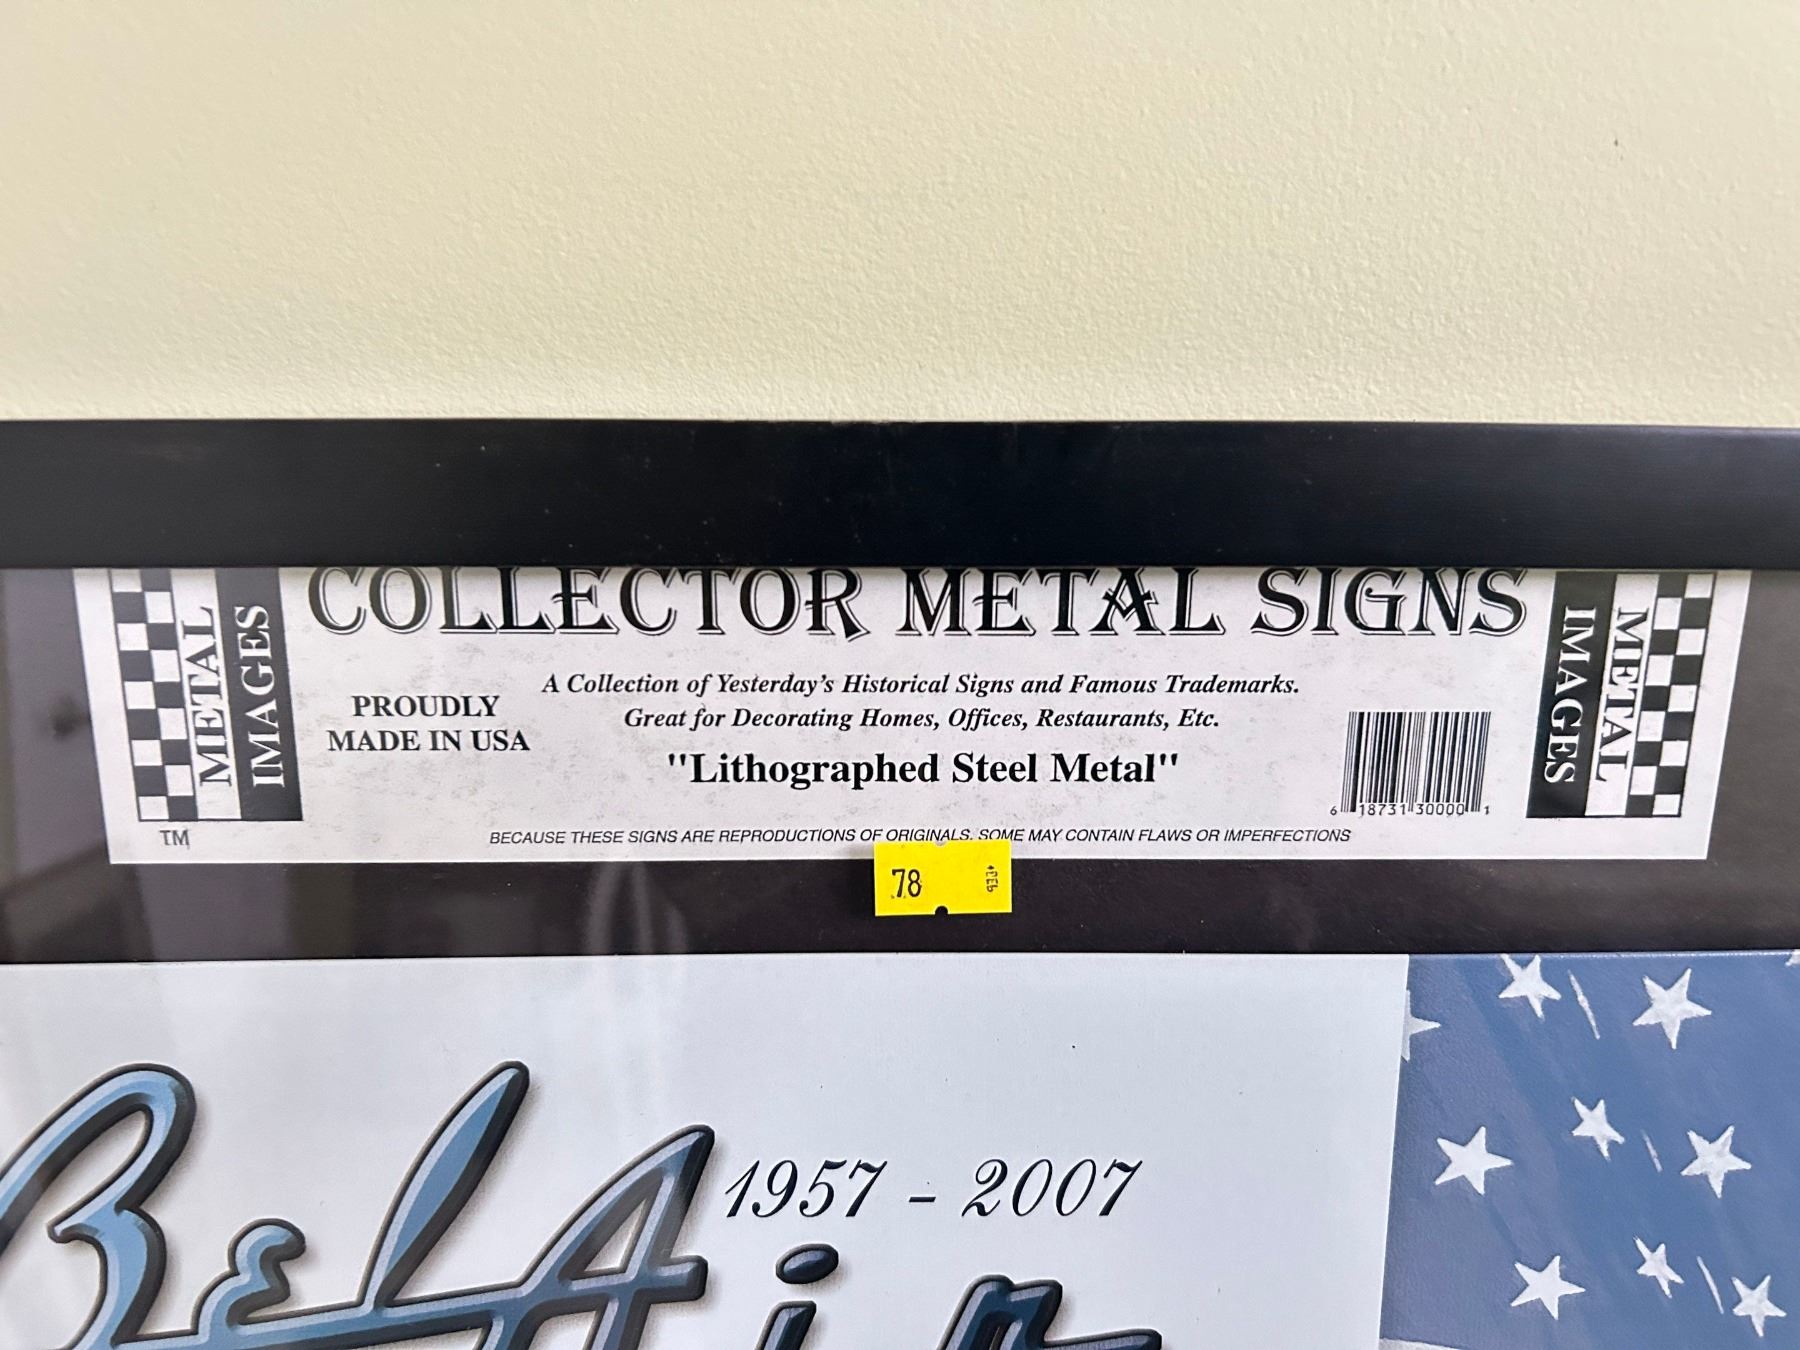 COLLECTOR METAL SIGNS
METAL
IMAGES
PROUDLY
MADE IN USA
A Collection of Yesterday's Historical Signs and Famous Trademarks.
Great for Decorating Homes, Offices, Restaurants, Etc.
"Lithographed Steel Metal"
6 18731 30000 1
METAL
IMAGES
TM
BECAUSE THESE SIGNS ARE REPRODUCTIONS OF ORIGINALS. SOME MAY CONTAIN FLAWS OR IMPERFECTIONS
78
1957 - 2007
Bel Air